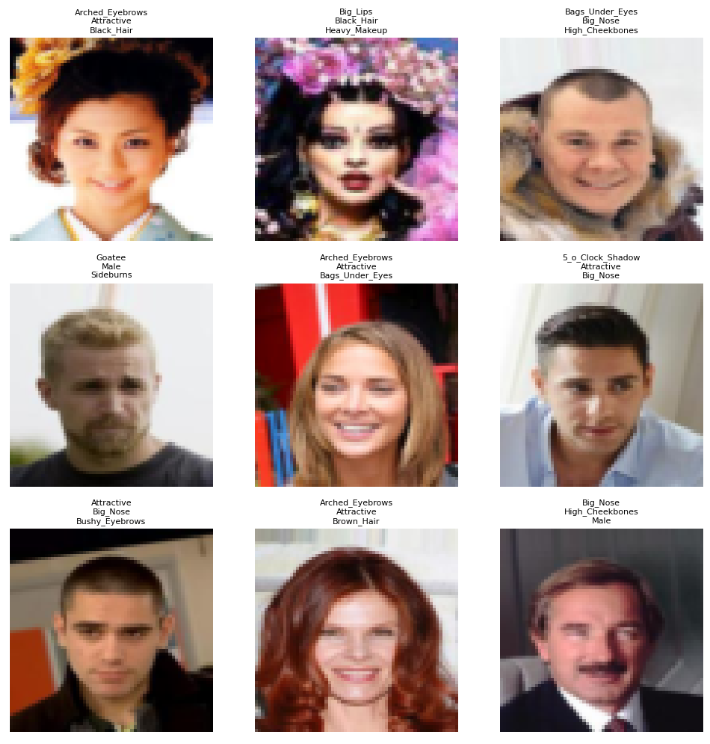 Arched_Eyebrows
Attractive
Black_Hair
Big_Lips
Black_Hair
Heavy_Makeup
Bags_Under_Eyes
Big_Nose
High_Cheekbones
Goatee
Male
Sideburns
Arched_Eyebrows
Attractive
Bags_Under_Eyes
5_o_Clock_Shadow
Attractive
Big_Nose
Attractive
Big_Nose
Bushy_Eyebrows
Arched_Eyebrows
Attractive
Brown_Hair
Big_Nose
High_Cheekbones
Male